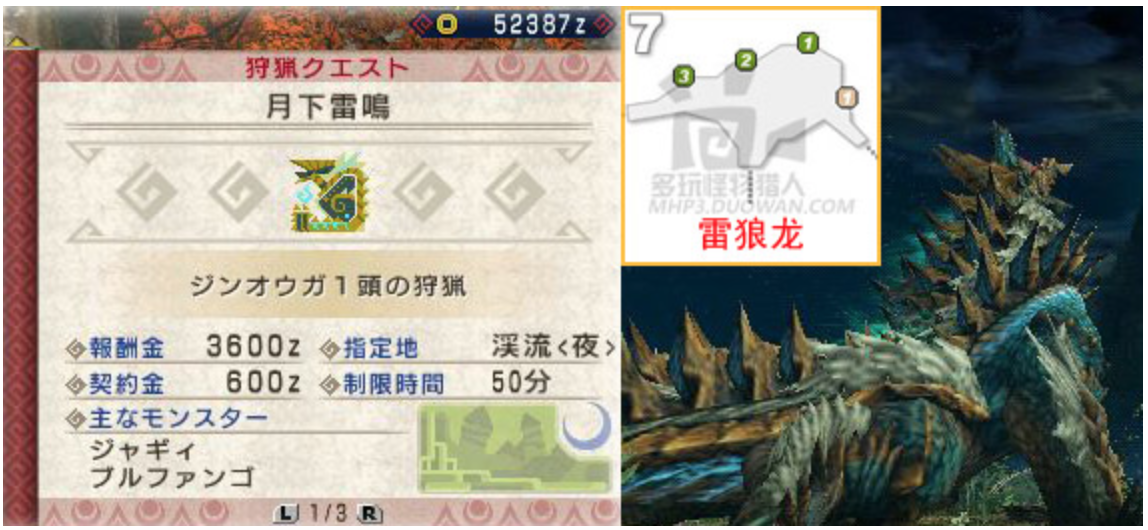 52387z
狩猟クエスト
月下雷鳴
ジンオウガ1頭の狩猟
報酬金 3600z 指定地 渓流<夜>
契約金 600z 制限時間 50分
主なモンスター
ジャギィ
ブルファンゴ
L 1/3 R
7
1
2
3
1
多玩怪物猎人
MHP3.DUOWAN.COM
雷狼龙